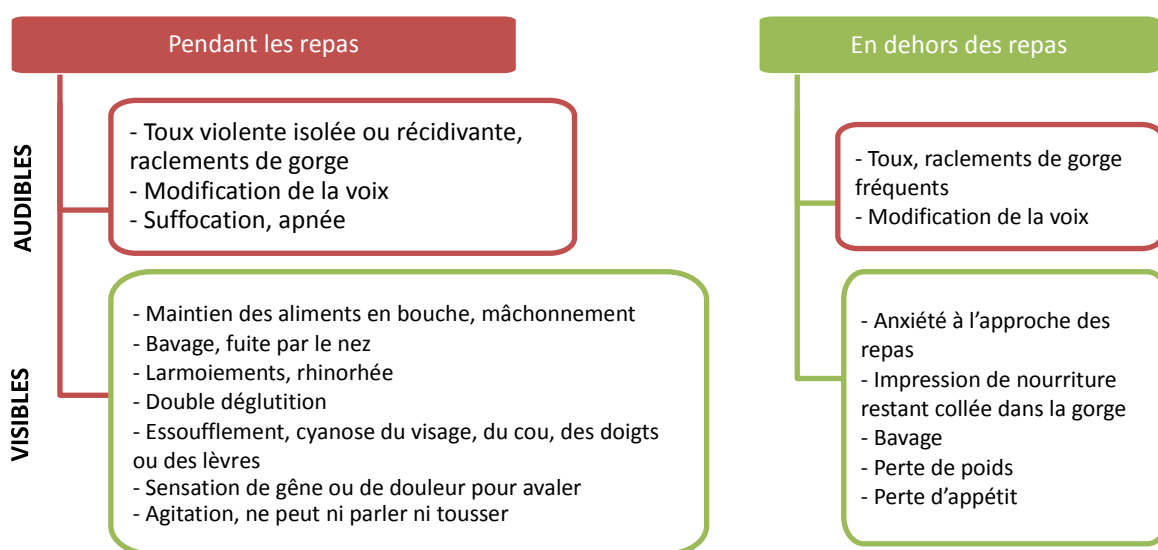 Pendant les repas
En dehors des repas
AUDIBLES
- Toux violente isolée ou récidivante,
raclements de gorge
- Modification de la voix
- Suffocation, apnée
- Toux, raclements de gorge
fréquents
- Modification de la voix
VISIBLES
- Maintien des aliments en bouche, mâchonnement
- Bavage, fuite par le nez
- Larmoiements, rhinorhée
- Double déglutition
- Essoufflement, cyanose du visage, du cou, des doigts
ou des lèvres
- Sensation de gêne ou de douleur pour avaler
- Agitation, ne peut ni parler ni tousser
- Anxiété à l’approche des
repas
- Impression de nourriture
restant collée dans la gorge
- Bavage
- Perte de poids
- Perte d’appétit